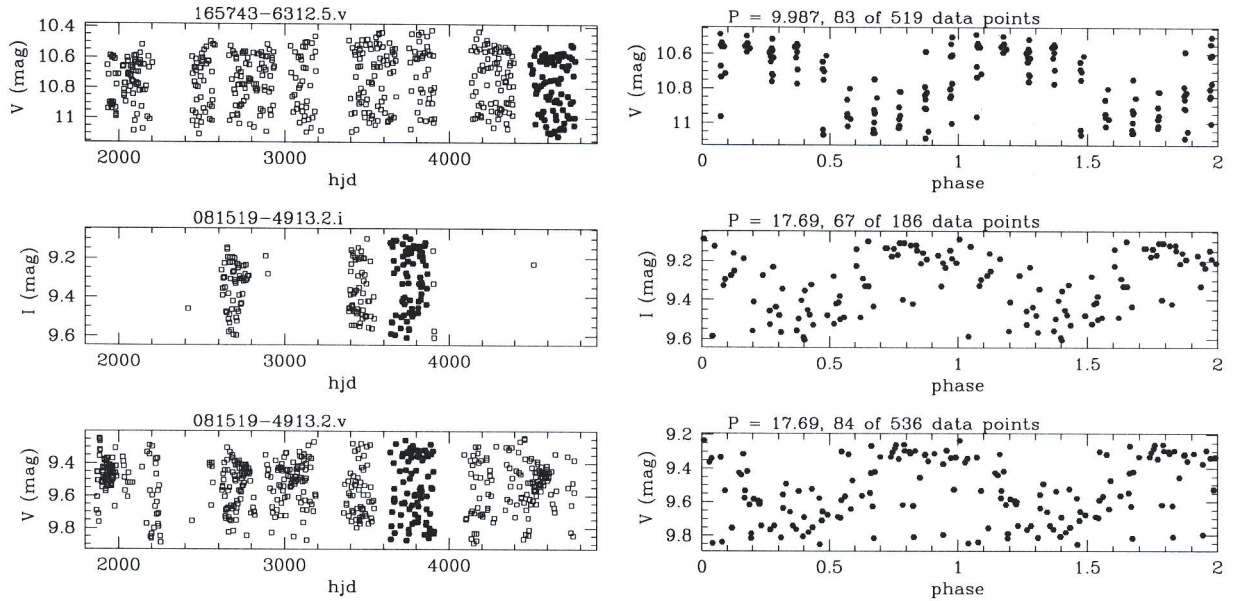 165743−6312.5.v
10.4
10.6
10.8
11
V (mag)
2000 3000 4000
hjd
P = 9.987, 83 of 519 data points
10.6
10.8
11
V (mag)
0 0.5 1 1.5 2
phase
081519−4913.2.i
9.2
9.4
9.6
I (mag)
2000 3000 4000
hjd
P = 17.69, 67 of 186 data points
9.2
9.4
9.6
I (mag)
0 0.5 1 1.5 2
phase
081519−4913.2.v
9.4
9.6
9.8
V (mag)
2000 3000 4000
hjd
P = 17.69, 84 of 536 data points
9.2
9.4
9.6
9.8
V (mag)
0 0.5 1 1.5 2
phase